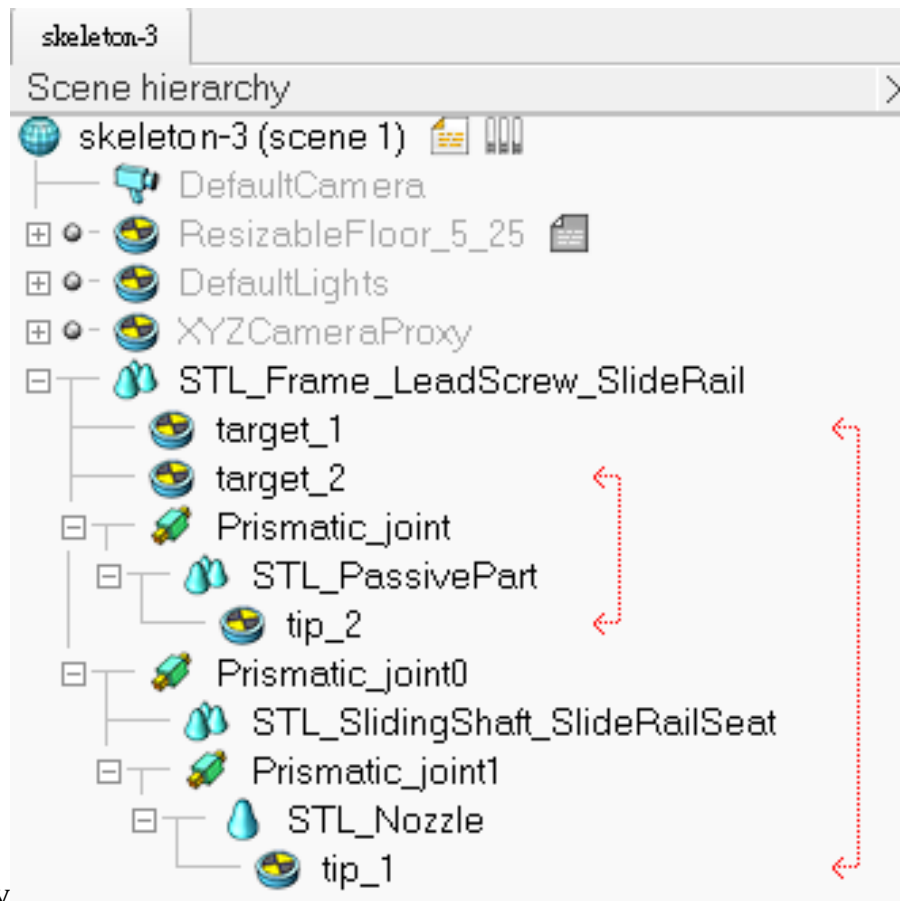 skeleton-3
Scene hierarchy
skeleton-3 (scene 1)
DefaultCamera
ResizableFloor_5_25
DefaultLights
XYZCameraProxy
STL_Frame_LeadScrew_SlideRail
target_1
target_2
Prismatic_joint
STL_PassivePart
tip_2
Prismatic_joint0
STL_SlidingShaft_SlideRailSeat
Prismatic_joint1
STL_Nozzle
tip_1